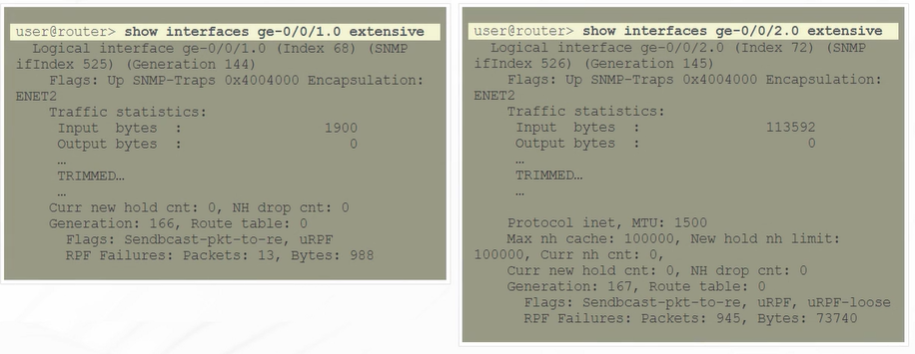 user@router> show interfaces ge-0/0/1.0 extensive
Logical interface ge-0/0/1.0 (Index 68) (SNMP
ifIndex 525) (Generation 144)
Flags: Up SNMP-Traps 0x4004000 Encapsulation:
ENET2
Traffic statistics:
Input bytes : 1900
Output bytes : 0
…
TRIMMED…
…
Curr new hold cnt: 0, NH drop cnt: 0
Generation: 166, Route table: 0
Flags: Sendbcast-pkt-to-re, uRPF
RPF Failures: Packets: 13, Bytes: 988
user@router> show interfaces ge-0/0/2.0 extensive
Logical interface ge-0/0/2.0 (Index 72) (SNMP
ifIndex 526) (Generation 145)
Flags: Up SNMP-Traps 0x4004000 Encapsulation:
ENET2
Traffic statistics:
Input bytes : 113592
Output bytes : 0
…
TRIMMED…
…
Protocol inet, MTU: 1500
Max nh cache: 100000, New hold nh limit:
100000, Curr nh cnt: 0,
Curr new hold cnt: 0, NH drop cnt: 0
Generation: 167, Route table: 0
Flags: Sendbcast-pkt-to-re, uRPF, uRPF-loose
RPF Failures: Packets: 945, Bytes: 73740